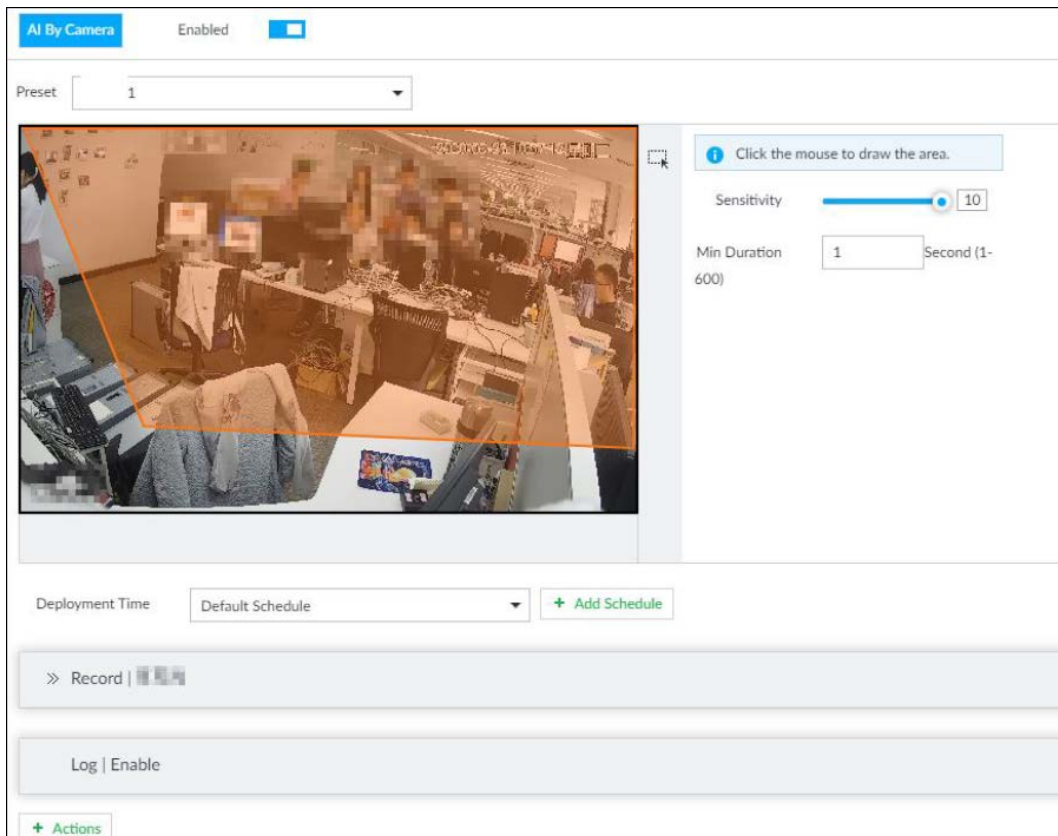 AI By Camera
Enabled
Preset
1
Click the mouse to draw the area.
Sensitivity
10
Min Duration
1
Second (1-
600)
Deployment Time
Default Schedule
+ Add Schedule
» Record |
Log | Enable
+ Actions